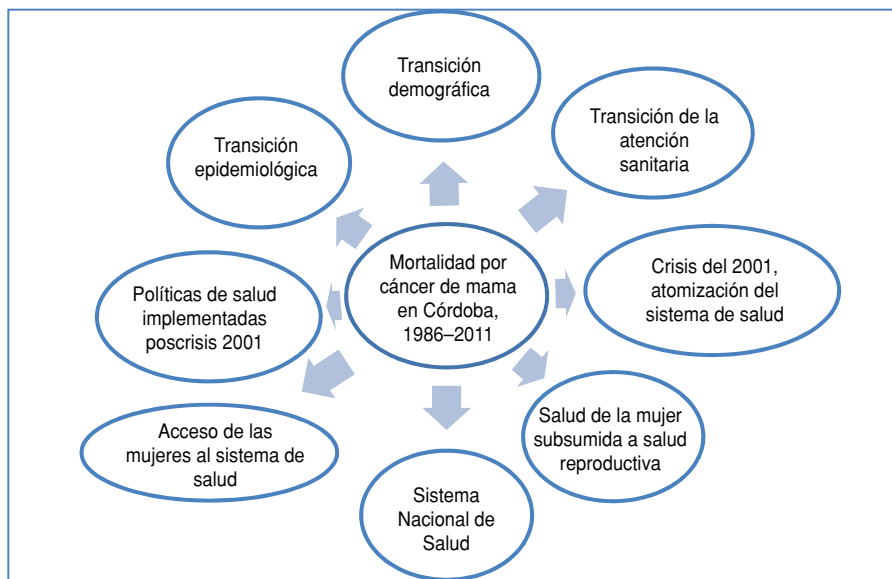 Transición
demográfica
Transición de la
atención
sanitaria
Transición
epidemiológica
Mortalidad por
cáncer de mama
en Córdoba,
1986–2011
Crisis del 2001,
atomización del
sistema de salud
Políticas de salud
implementadas
poscrisis 2001
Salud de la mujer
subsumida a salud
reproductiva
Acceso de las
mujeres al sistema de
salud
Sistema
Nacional de
Salud